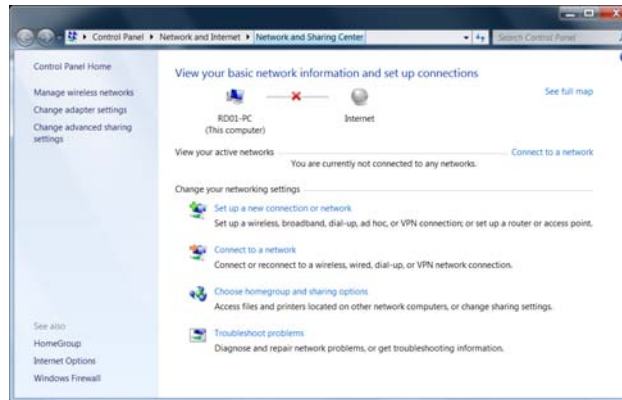 Control Panel ▸ Network and Internet ▸ Network and Sharing Center
Search Control Panel
Control Panel Home
Manage wireless networks
Change adapter settings
Change advanced sharing
settings
See also
HomeGroup
Internet Options
Windows Firewall
View your basic network information and set up connections
See full map
RD01-PC
(This computer)
Internet
View your active networks
Connect to a network
You are currently not connected to any networks.
Change your networking settings
Set up a new connection or network
Set up a wireless, broadband, dial-up, ad hoc, or VPN connection; or set up a router or access point.
Connect to a network
Connect or reconnect to a wireless, wired, dial-up, or VPN network connection.
Choose homegroup and sharing options
Access files and printers located on other network computers, or change sharing settings.
Troubleshoot problems
Diagnose and repair network problems, or get troubleshooting information.